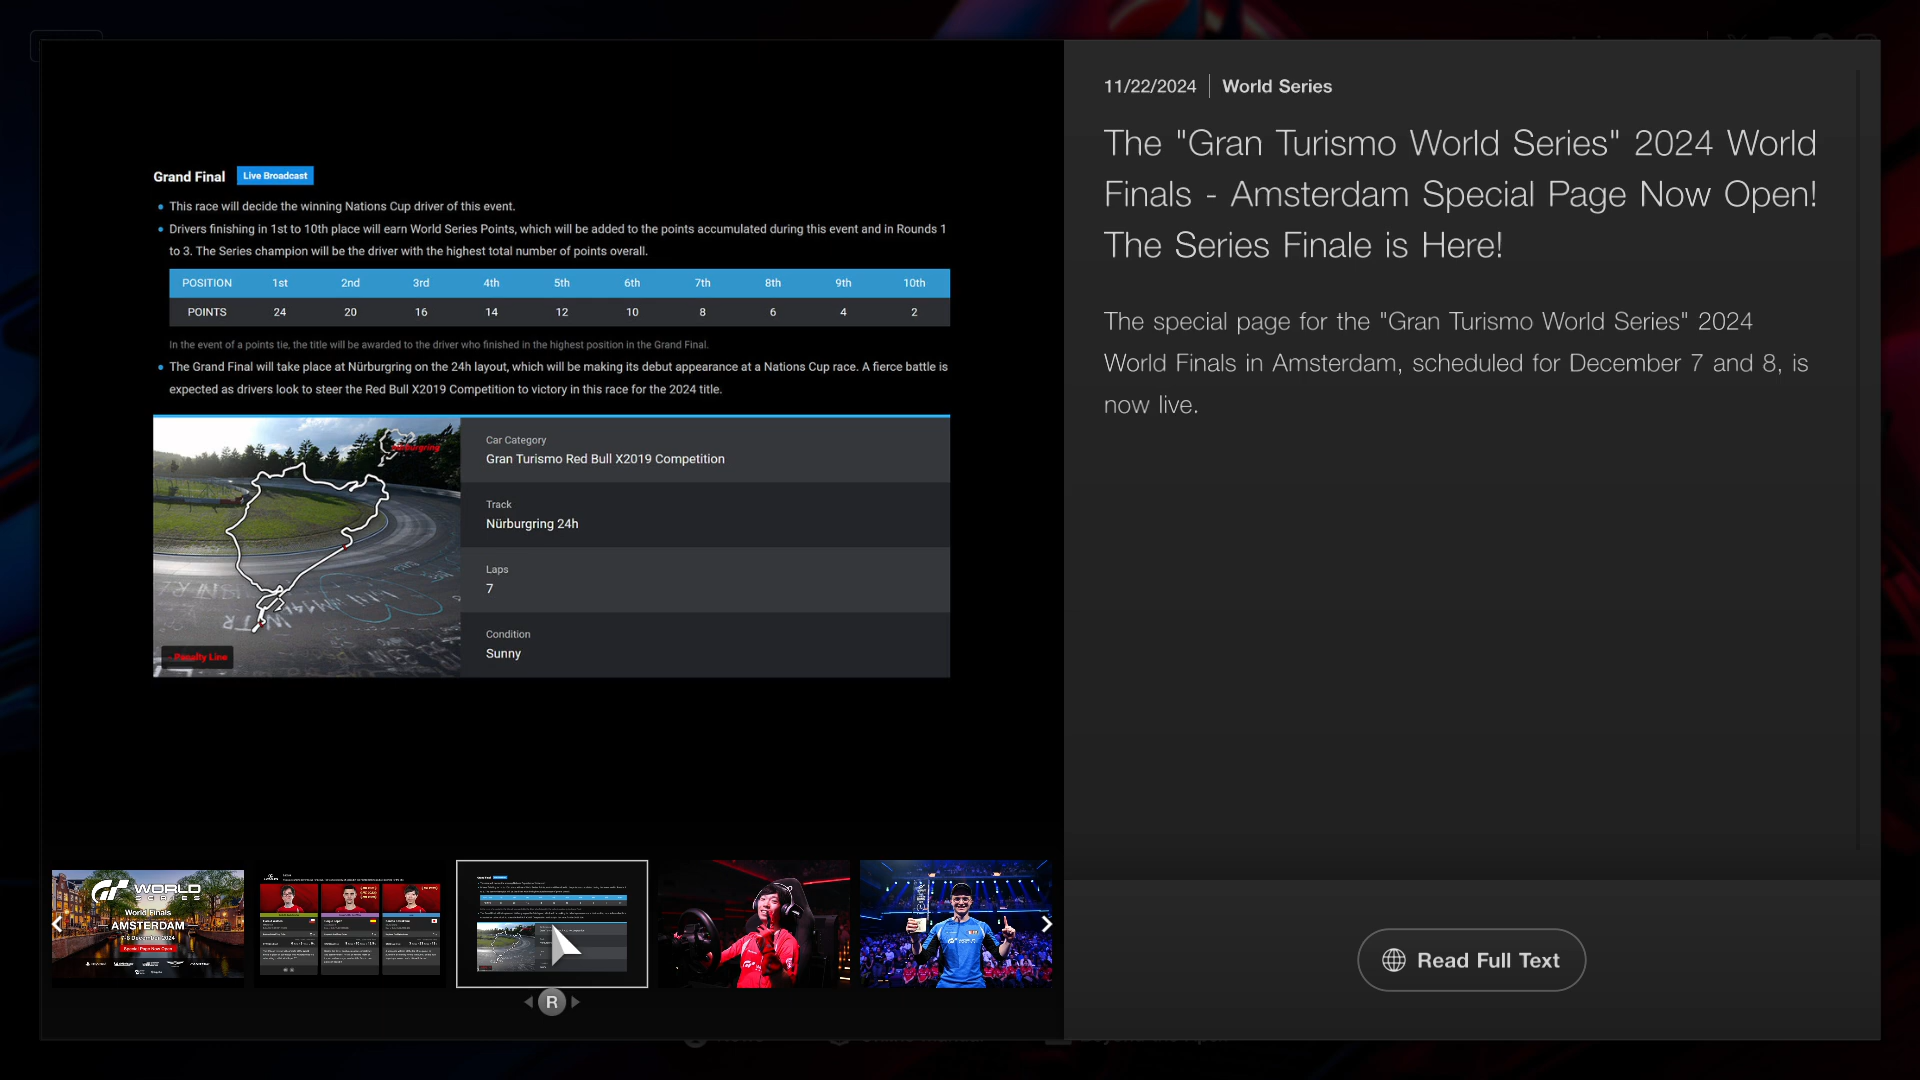 Grand Final Live Broadcast
This race will decide the winning Nations Cup driver of this event.
Drivers finishing in 1st to 10th place will earn World Series Points, which will be added to the points accumulated during this event and in Rounds 1
to 3. The Series champion will be the driver with the highest total number of points overall.
POSITION 1st 2nd 3rd 4th 5th 6th 7th 8th 9th 10th
POINTS 24 20 16 14 12 10 8 6 4 2
In the event of a points tie, the title will be awarded to the driver who finished in the highest position in the Grand Final.
The Grand Final will take place at Nürburgring on the 24h layout, which will be making its debut appearance at a Nations Cup race. A fierce battle is
expected as drivers look to steer the Red Bull X2019 Competition to victory in this race for the 2024 title.
Nürburgring
Penalty Line
Car Category
Gran Turismo Red Bull X2019 Competition
Track
Nürburgring 24h
Laps
7
Condition
Sunny
WORLD
SERIES
World Finals
AMSTERDAM
7-8 December 2024
Special Page Now Open
R
11/22/2024 World Series
The "Gran Turismo World Series" 2024 World
Finals - Amsterdam Special Page Now Open!
The Series Finale is Here!
The special page for the "Gran Turismo World Series" 2024
World Finals in Amsterdam, scheduled for December 7 and 8, is
now live.
Read Full Text